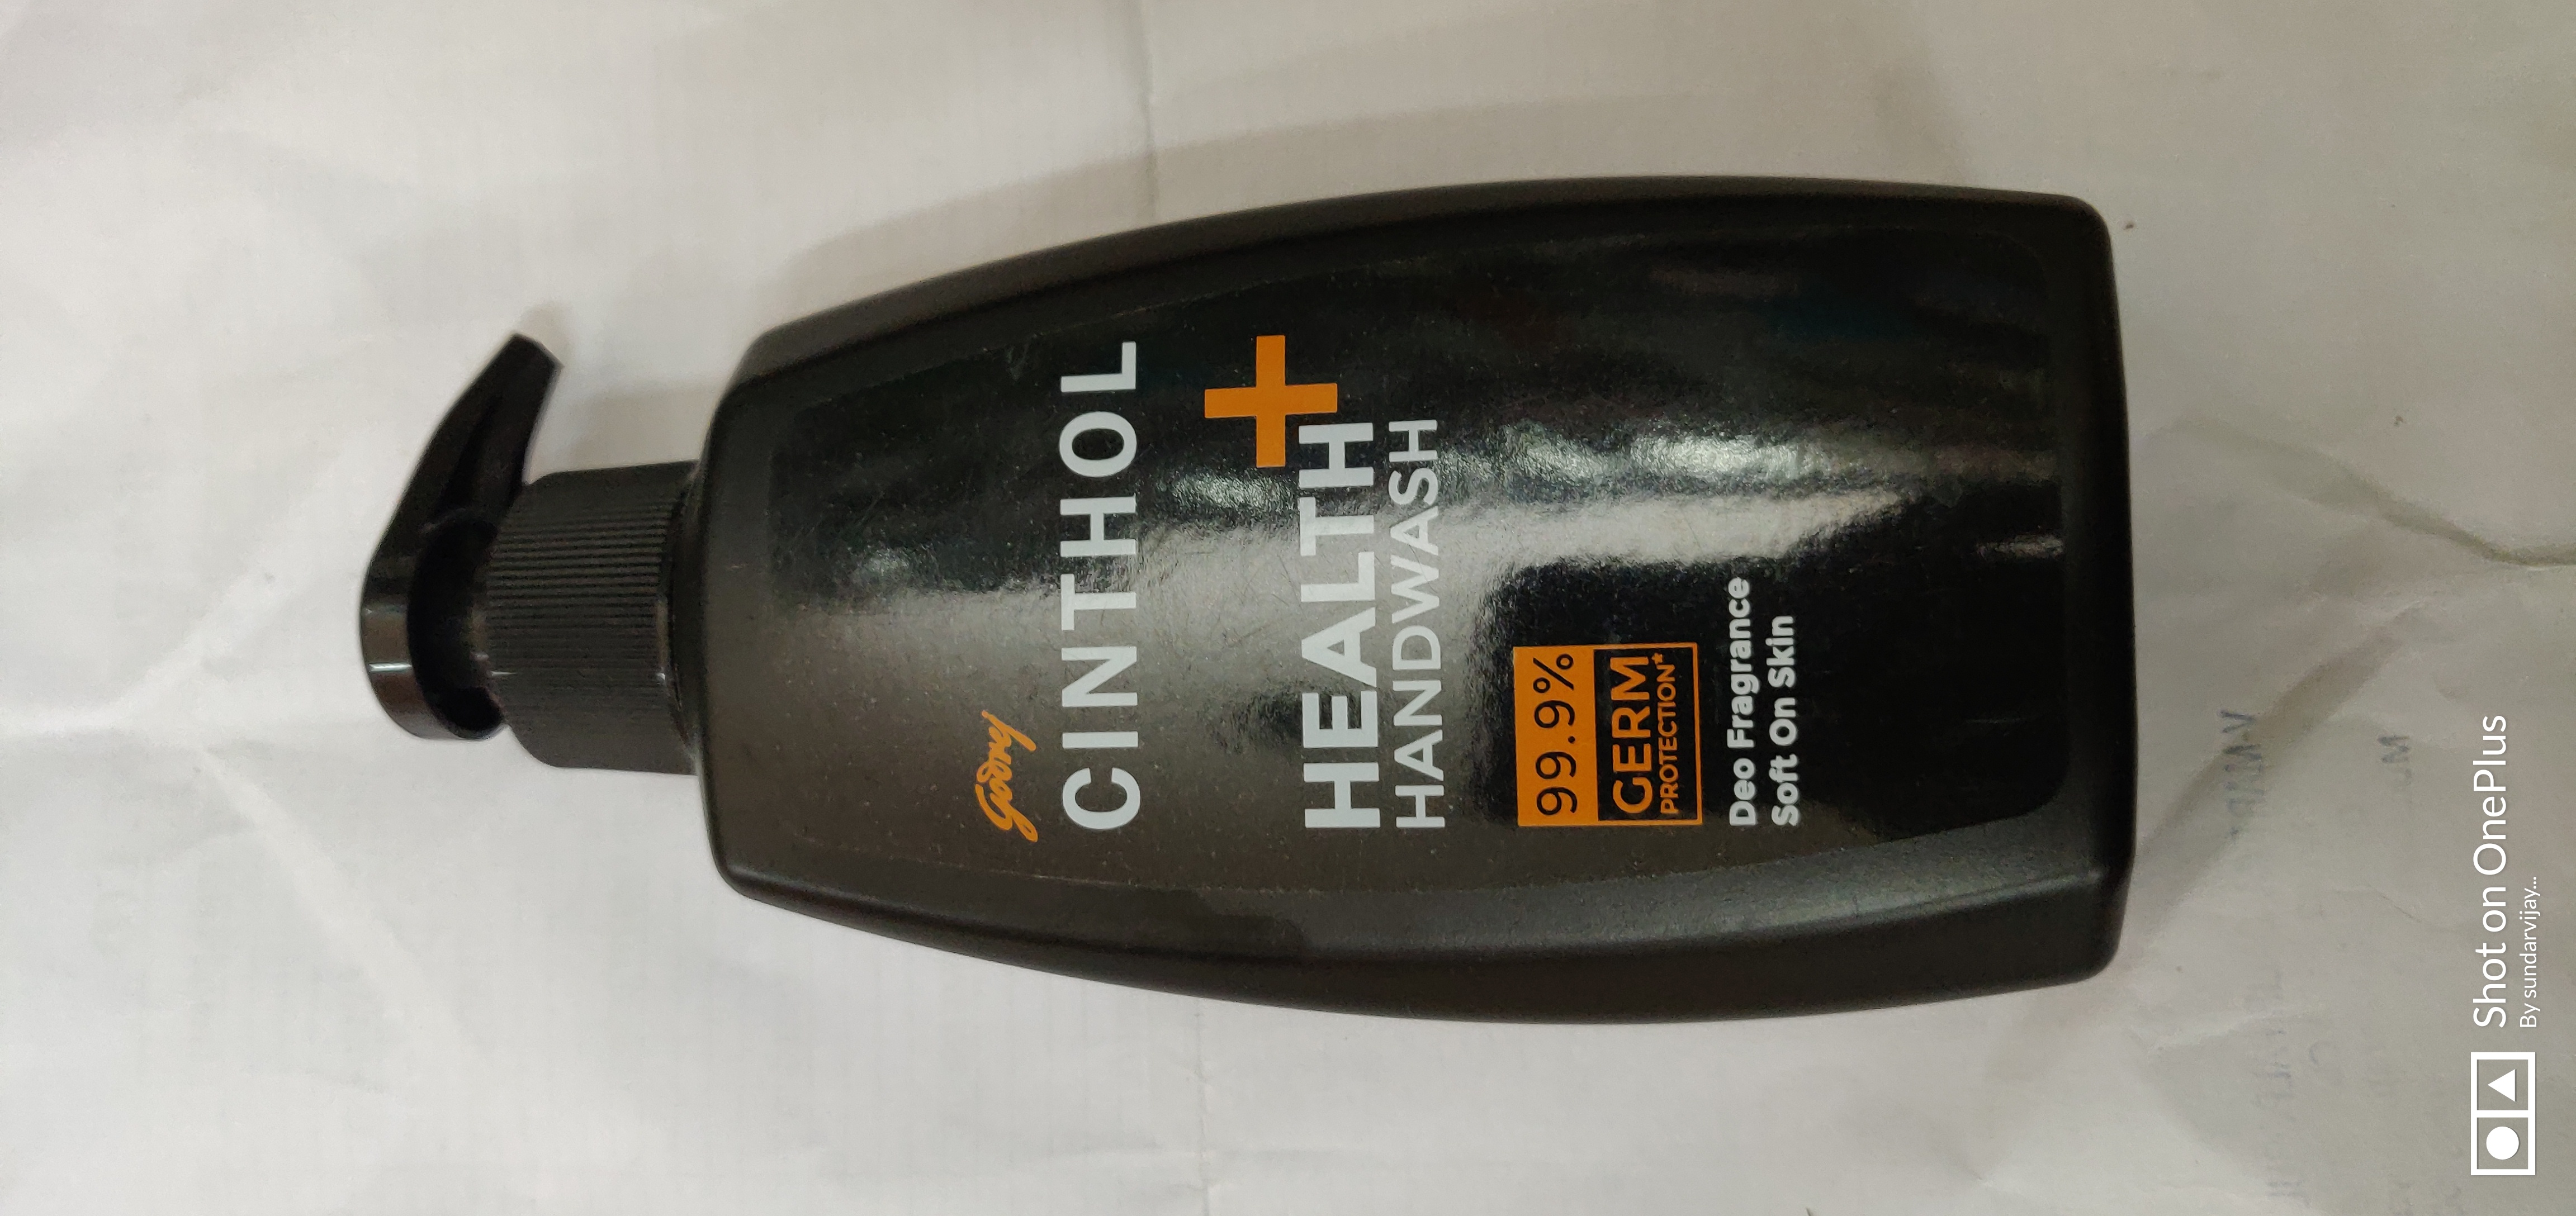 Godrej
CINTHOL
HEALTH+
HANDWASH
99.9%
GERM
PROTECTION*
Deo Fragrance
Soft On Skin
Shot on OnePlus
By sundarvijay...